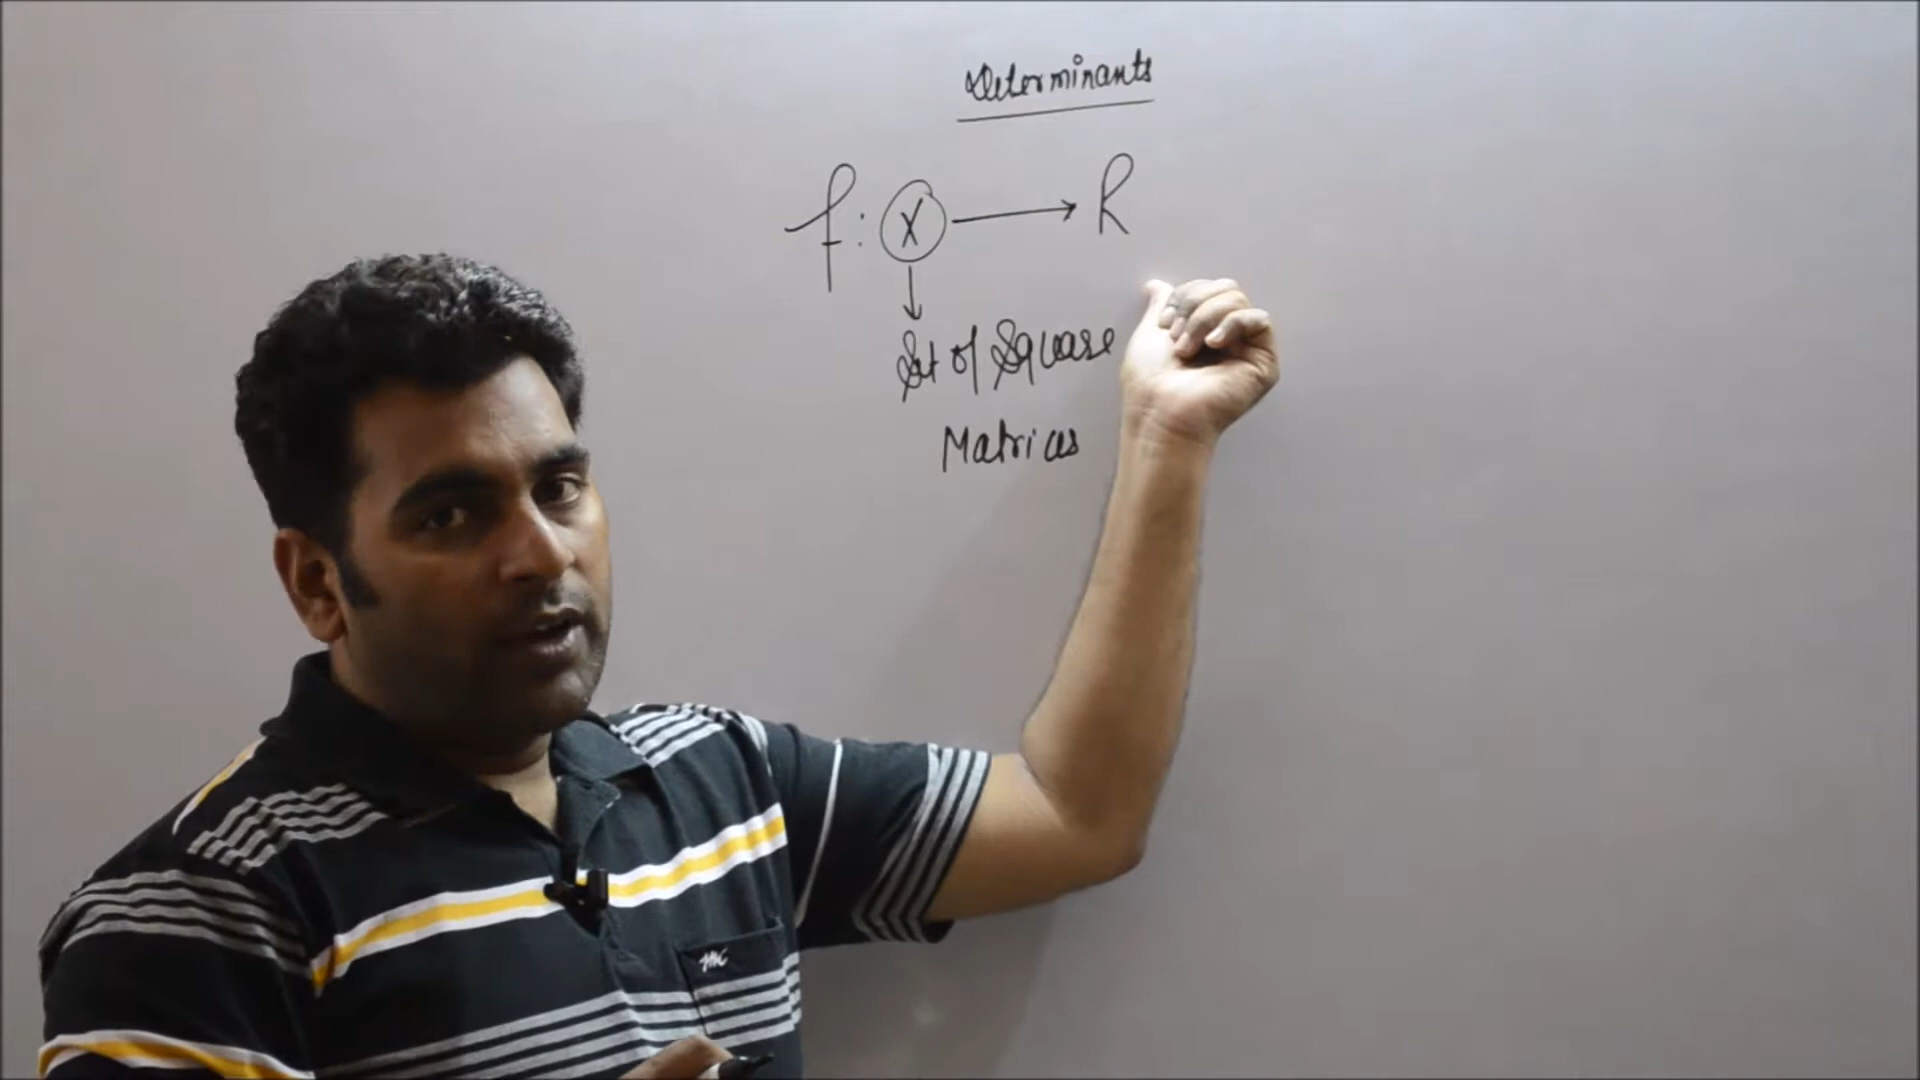 Determinants
f: X → R
↓
Set of Square
Matrices